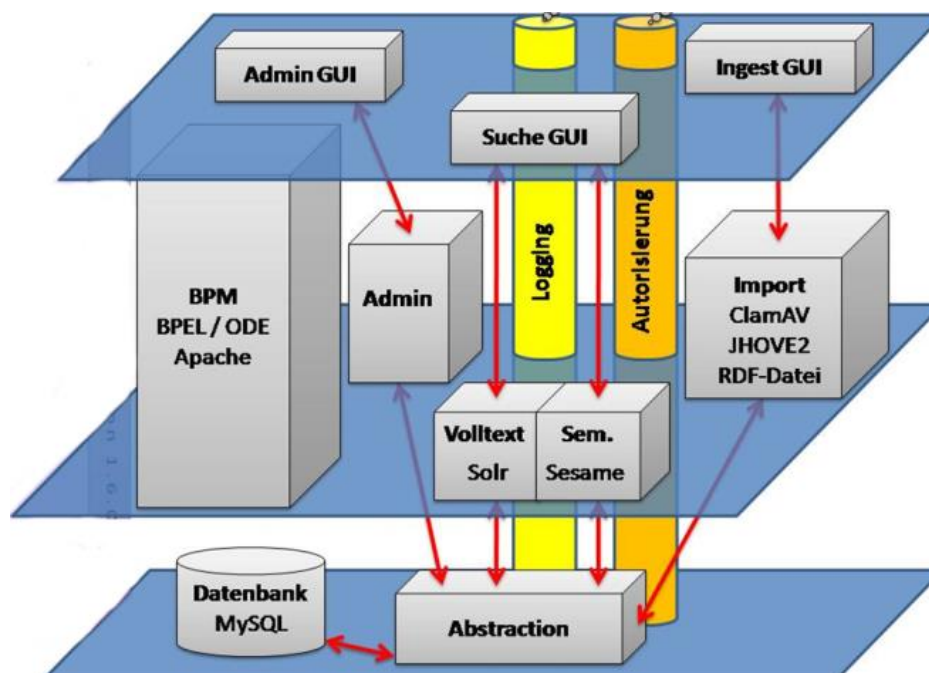 Admin GUI
Ingest GUI
Suche GUI
Logging
Autorisierung
BPM
BPEL / ODE
Apache
Admin
Import
ClamAV
JHOVE2
RDF-Datei
Volltext
Solr
Sem.
Sesame
Datenbank
MySQL
Abstraction